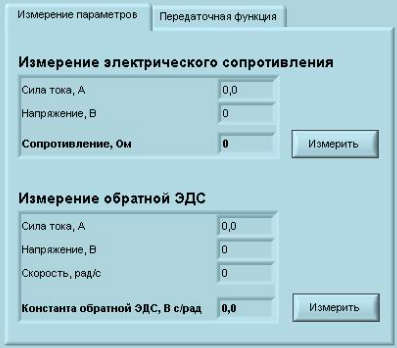 Измерение параметров
Передаточная функция
Измерение электрического сопротивления
Сила тока, А 0,0
Напряжение, В 0
Сопротивление, Ом 0
Измерить
Измерение обратной ЭДС
Сила тока, А 0,0
Напряжение, В 0
Скорость, рад/с 0
Константа обратной ЭДС, В с/рад 0,0
Измерить